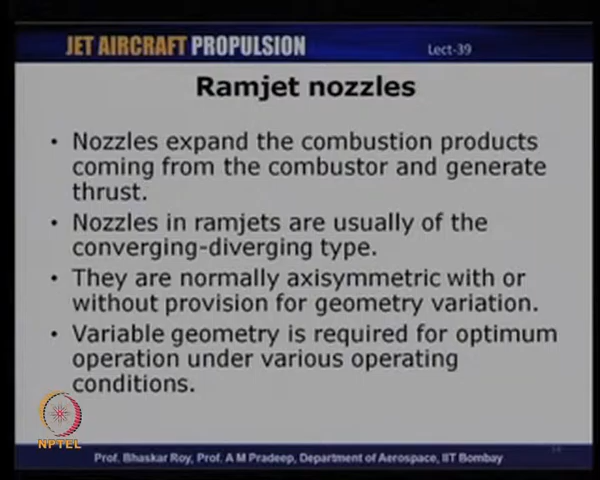 JET AIRCRAFT PROPULSION Lect-39
Ramjet nozzles
• Nozzles expand the combustion products
coming from the combustor and generate
thrust.
• Nozzles in ramjets are usually of the
converging-diverging type.
• They are normally axisymmetric with or
without provision for geometry variation.
• Variable geometry is required for optimum
operation under various operating
conditions.
NPTEL
Prof. Bhaskar Roy, Prof. A M Pradeep, Department of Aerospace, IIT Bombay